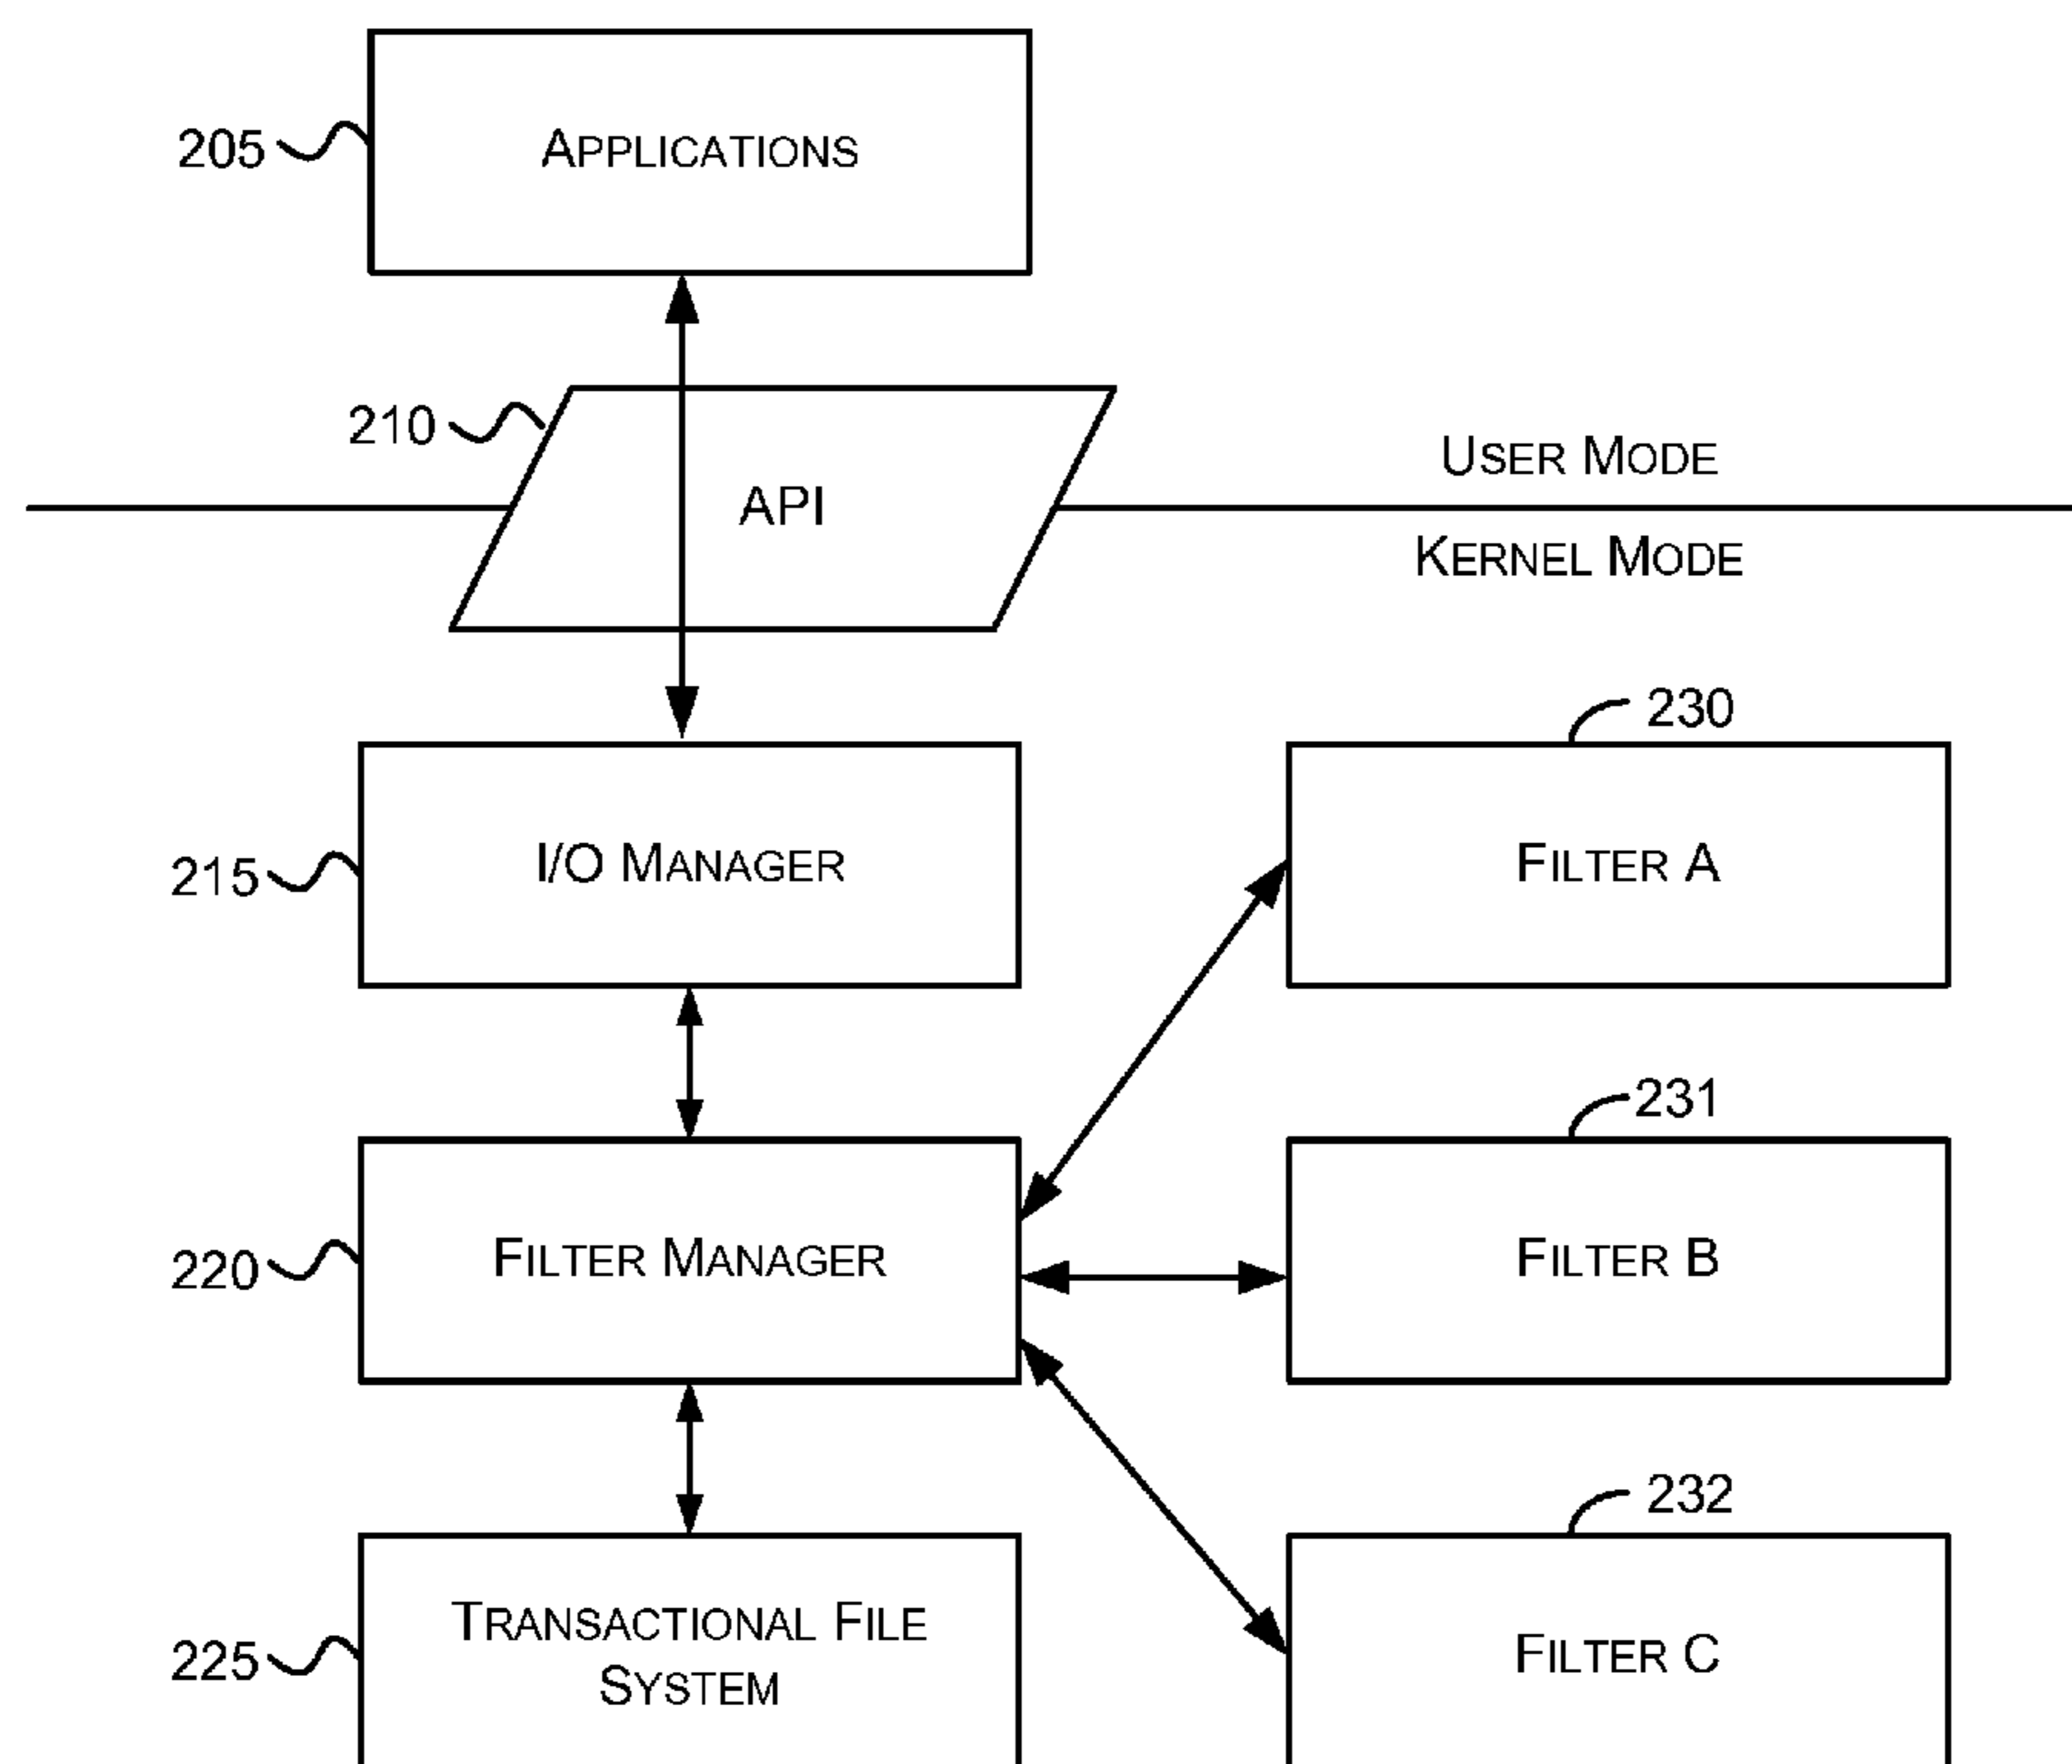 205
APPLICATIONS
210
API
USER MODE
KERNEL MODE
230
215
I/O MANAGER
FILTER A
231
220
FILTER MANAGER
FILTER B
232
225
TRANSACTIONAL FILE
SYSTEM
FILTER C